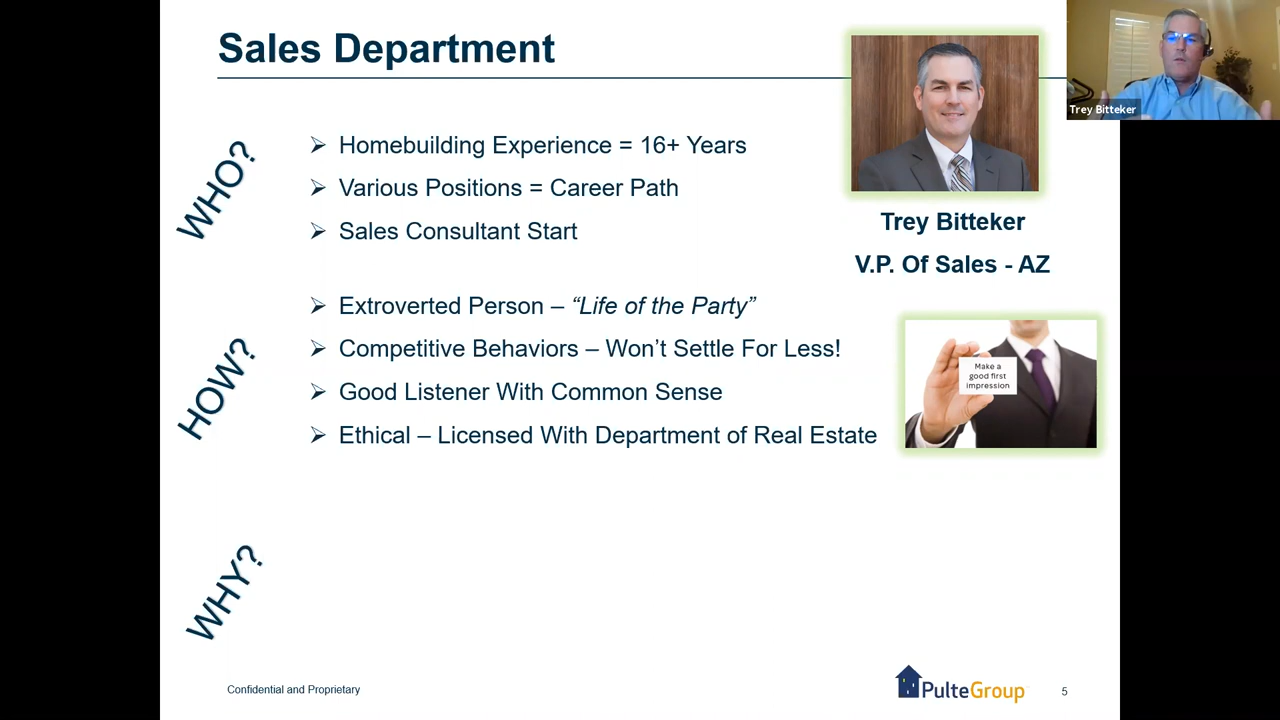 Sales Department
WHO?
➢ Homebuilding Experience = 16+ Years
➢ Various Positions = Career Path
➢ Sales Consultant Start
Trey Bitteker
V.P. Of Sales - AZ
HOW?
➢ Extroverted Person – “Life of the Party”
➢ Competitive Behaviors – Won’t Settle For Less!
➢ Good Listener With Common Sense
➢ Ethical – Licensed With Department of Real Estate
Make a
good first
impression
WHY?
Confidential and Proprietary
PulteGroup
5
Trey Bitteker